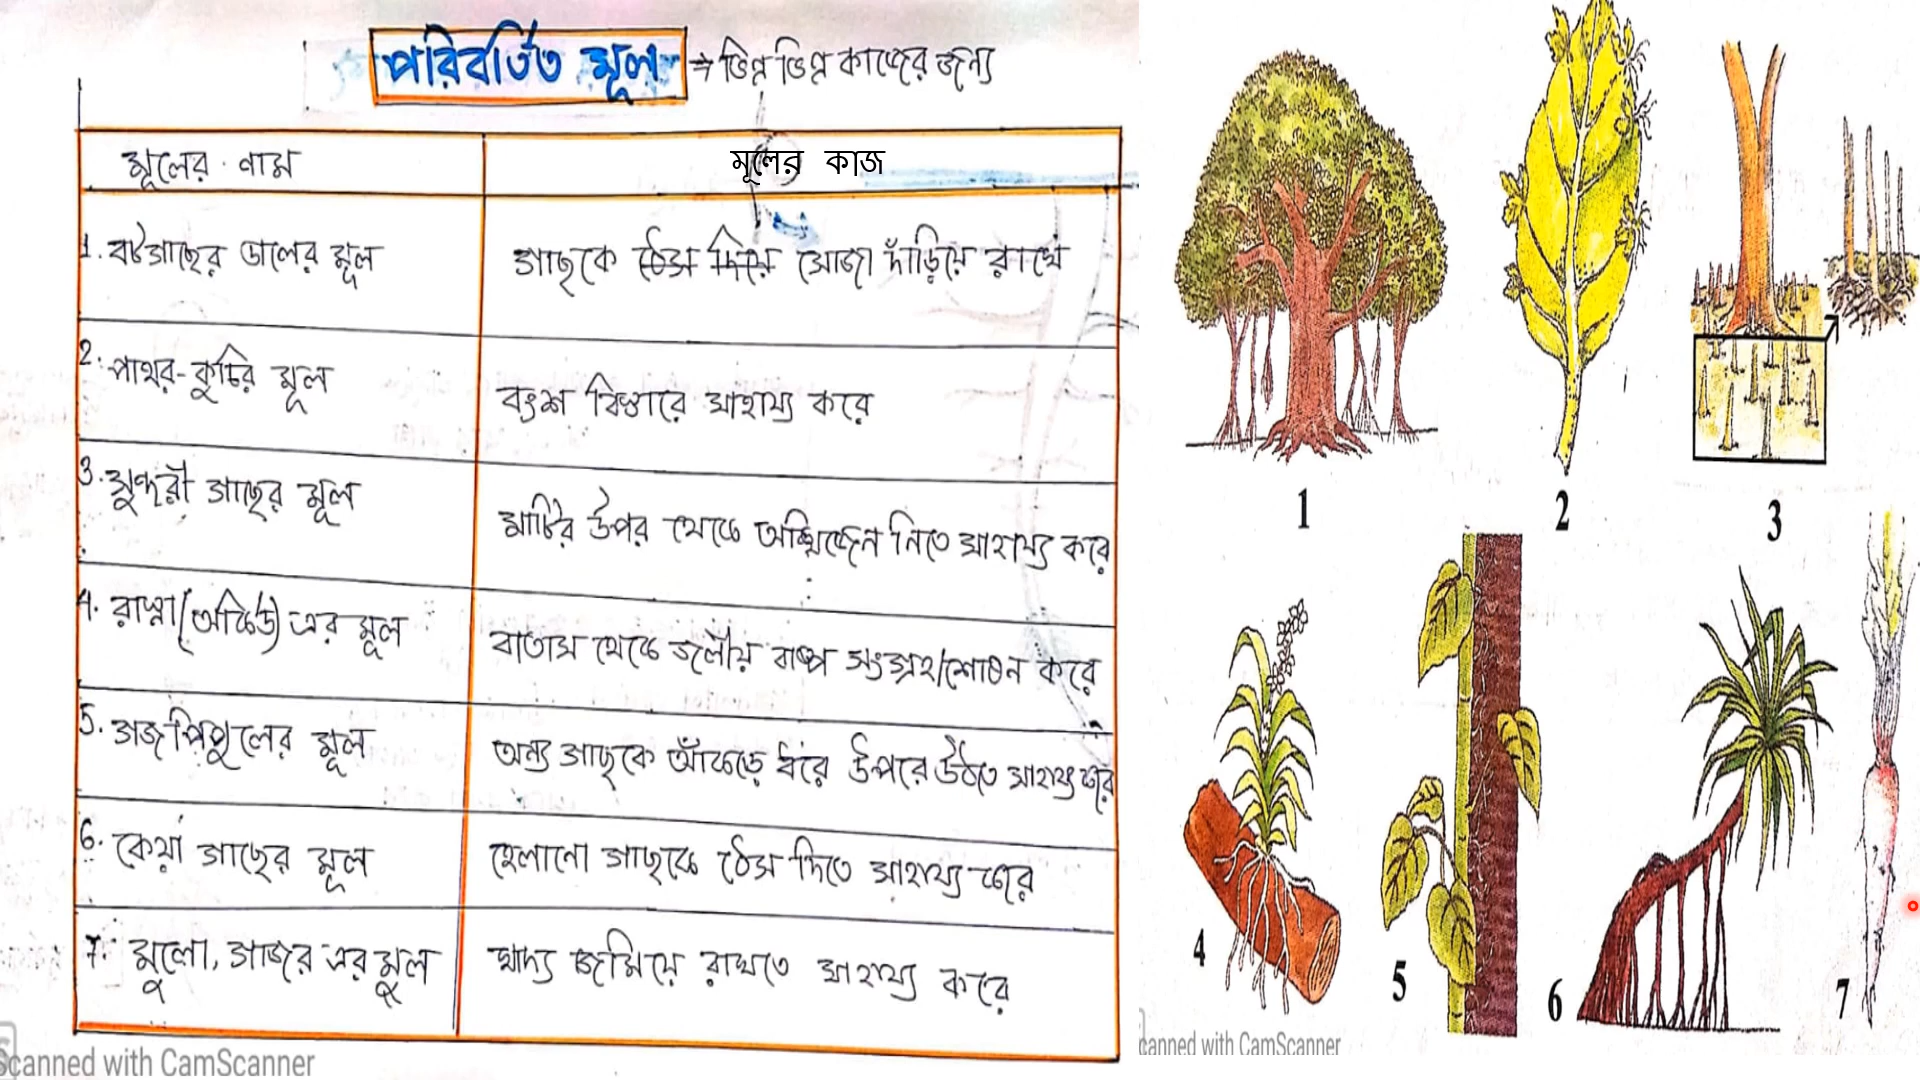 পরিবর্তিত মূল → ভিন্ন ভিন্ন কাজের জন্য
মূলের নাম
মূলের কাজ
1. বটগাছের ডালের মূল
গাছকে ঠেস দিয়ে সোজা দাঁড়িয়ে রাখে
2. পাথর-কুচির মূল
বংশ বিস্তারে সাহায্য করে
3. সুন্দরী গাছের মূল
মাটির উপর থেকে অক্সিজেন নিতে সাহায্য করে
4. রাস্না (অর্কিড) এর মূল
বাতাস থেকে জলীয় বাষ্প সংগ্রহ/শোষন করে
5. গজপিপুলের মূল
অন্য গাছকে আঁকড়ে ধরে উপরে উঠতে সাহায্য করে
6. কেয়া গাছের মূল
হেলানো গাছকে ঠেস দিতে সাহায্য করে
7. মুলো, গাজর এর মূল
খাদ্য জমিয়ে রাখতে সাহায্য করে
Scanned with CamScanner
1
2
3
4
5
6
7
canned with CamScanner